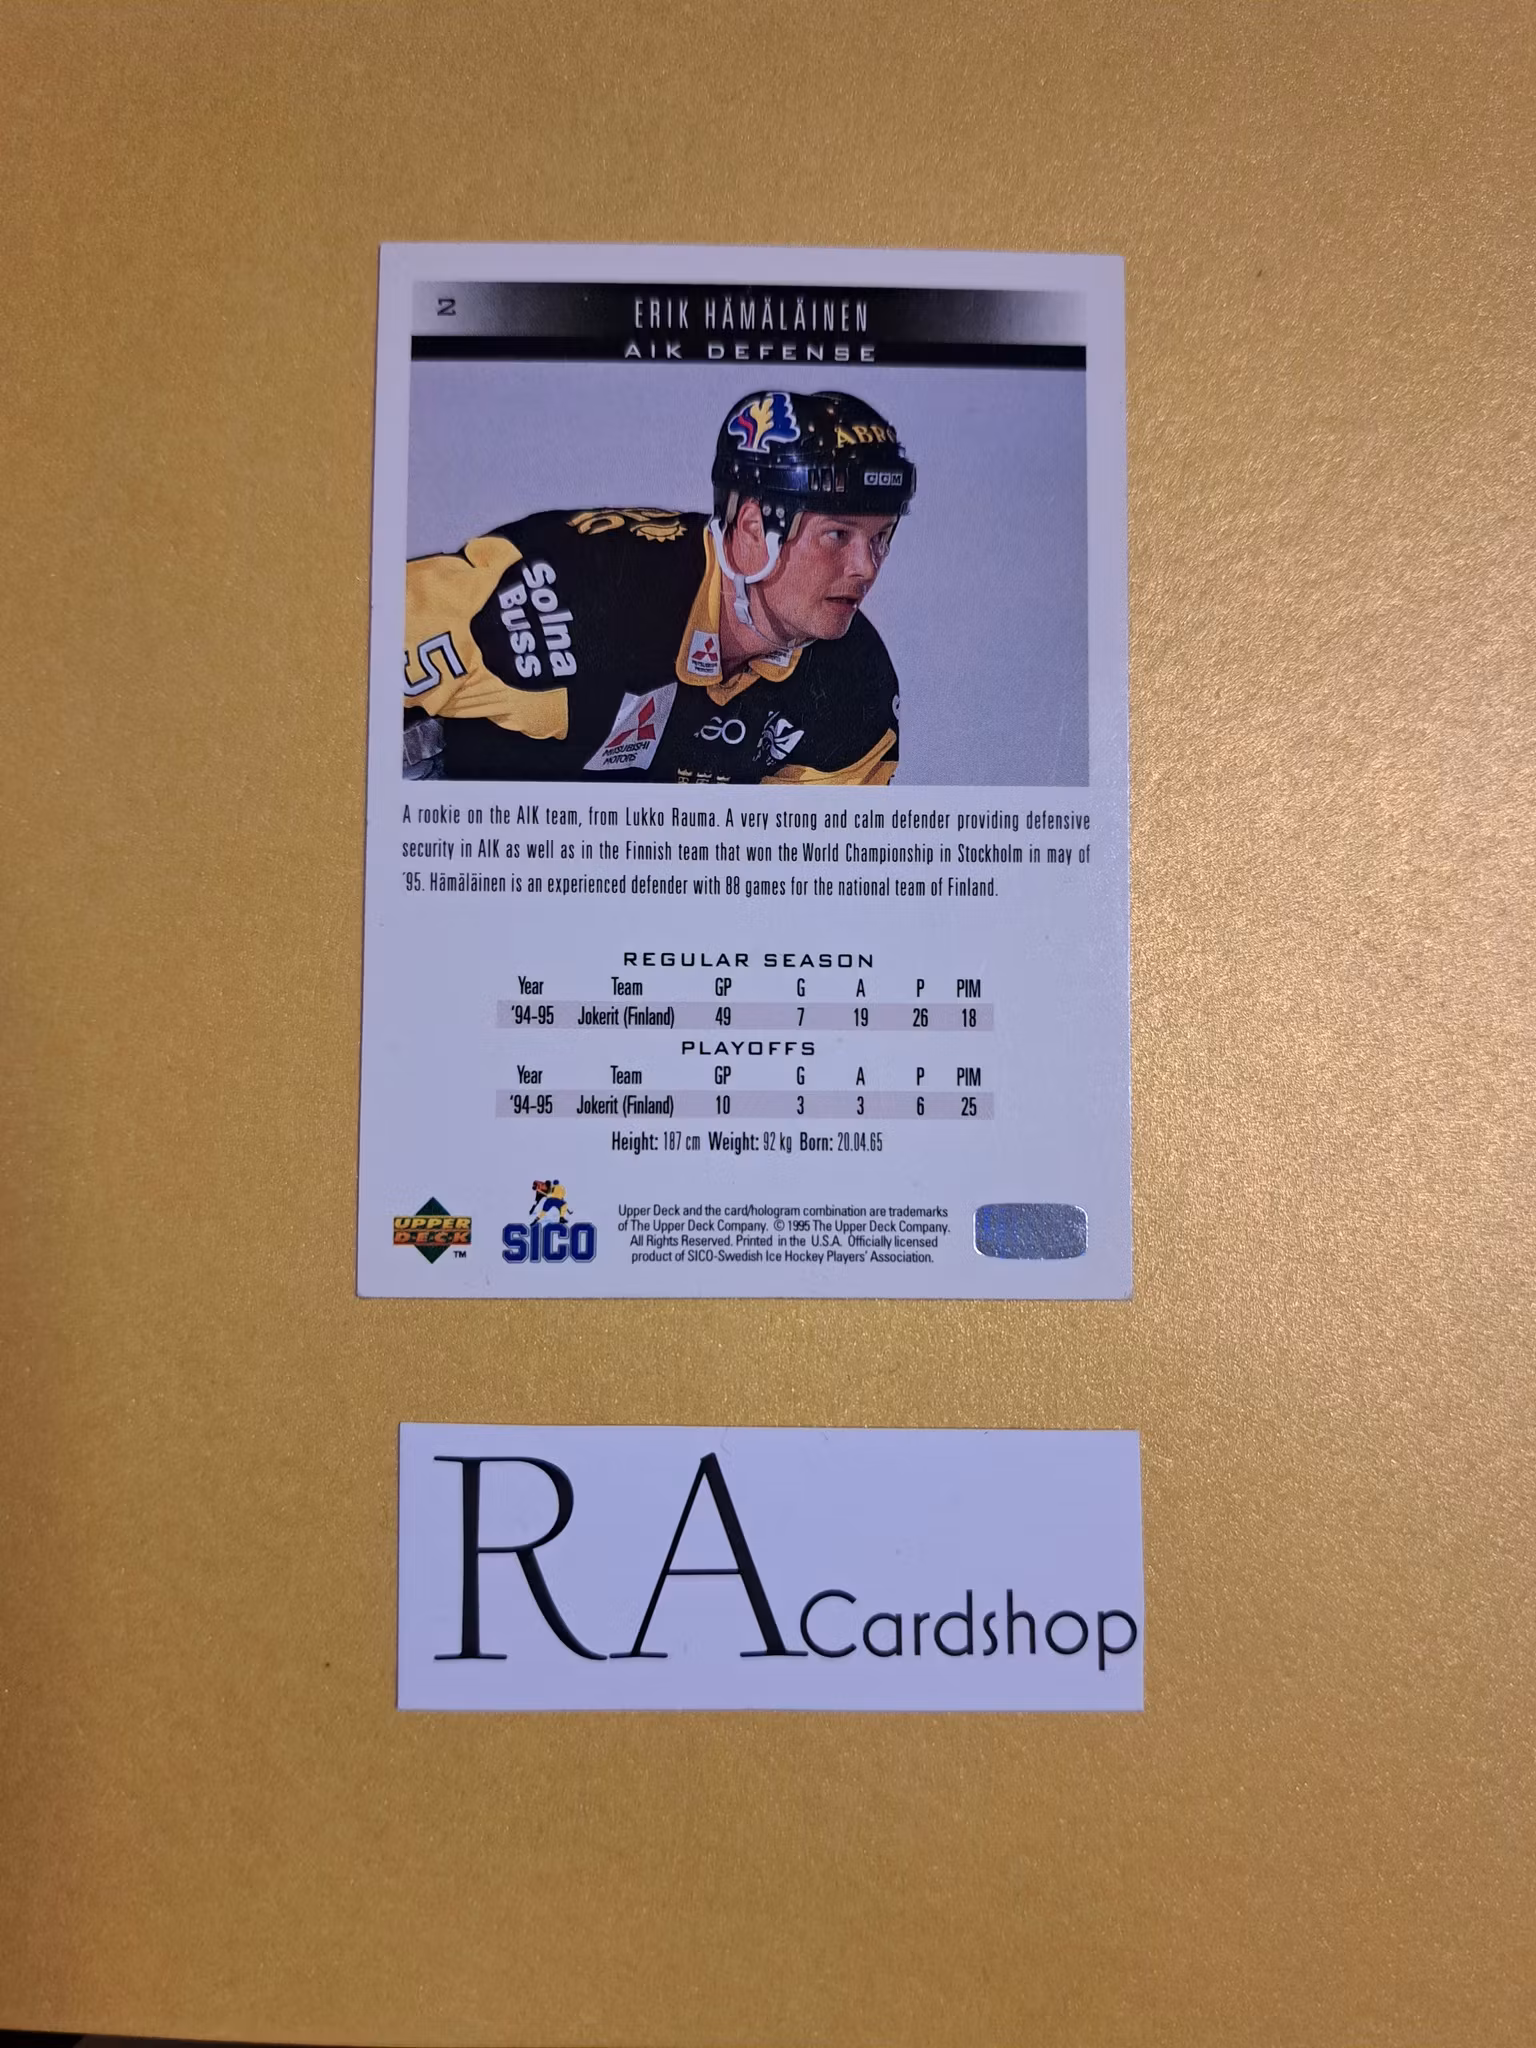 2
ERIK HÄMÄLÄINEN
AIK DEFENSE
CCM
Solna
Buss
5
MITSUBISHI
MOTORS
MITSUBISHI
MOTORS
A rookie on the AIK team, from Lukko Rauma. A very strong and calm defender providing defensive
security in AIK as well as in the Finnish team that won the World Championship in Stockholm in may of
´95. Hämäläinen is an experienced defender with 88 games for the national team of Finland.
REGULAR SEASON
Year Team GP G A P PIM
'94-95 Jokerit (Finland) 49 7 19 26 18
PLAYOFFS
Year Team GP G A P PIM
'94-95 Jokerit (Finland) 10 3 3 6 25
Height: 187 cm Weight: 92 kg Born: 20.04.65
UPPER
D·E·C·K
TM
SICO
Upper Deck and the card/hologram combination are trademarks
of The Upper Deck Company. © 1995 The Upper Deck Company.
All Rights Reserved. Printed in the U.S.A. Officially licensed
product of SICO-Swedish Ice Hockey Players' Association.
RA Cardshop